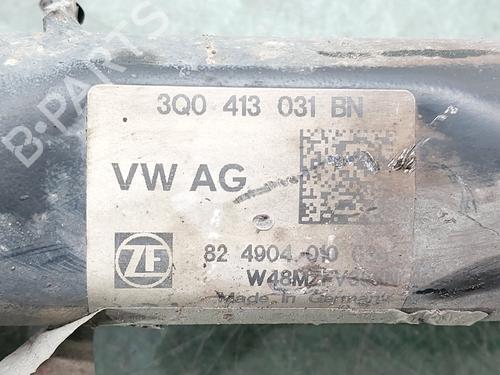 3Q0 413 031 BN
VW AG
ZF
82 4904 010
Made in Germany
B-PARTS